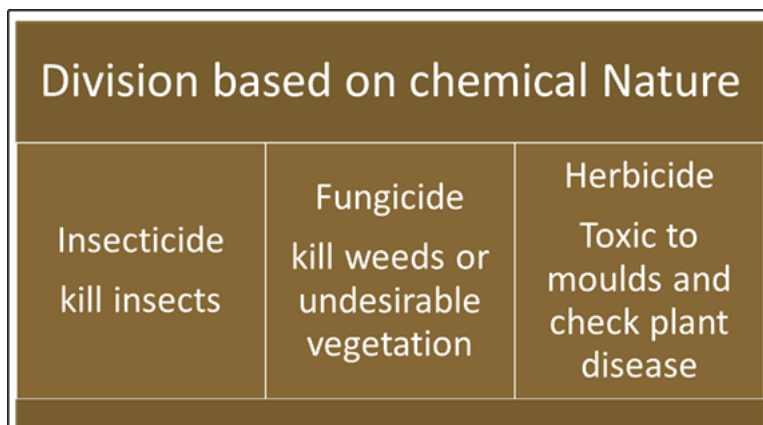 Division based on chemical Nature
Insecticide
kill insects
Fungicide
kill weeds or
undesirable
vegetation
Herbicide
Toxic to
moulds and
check plant
disease